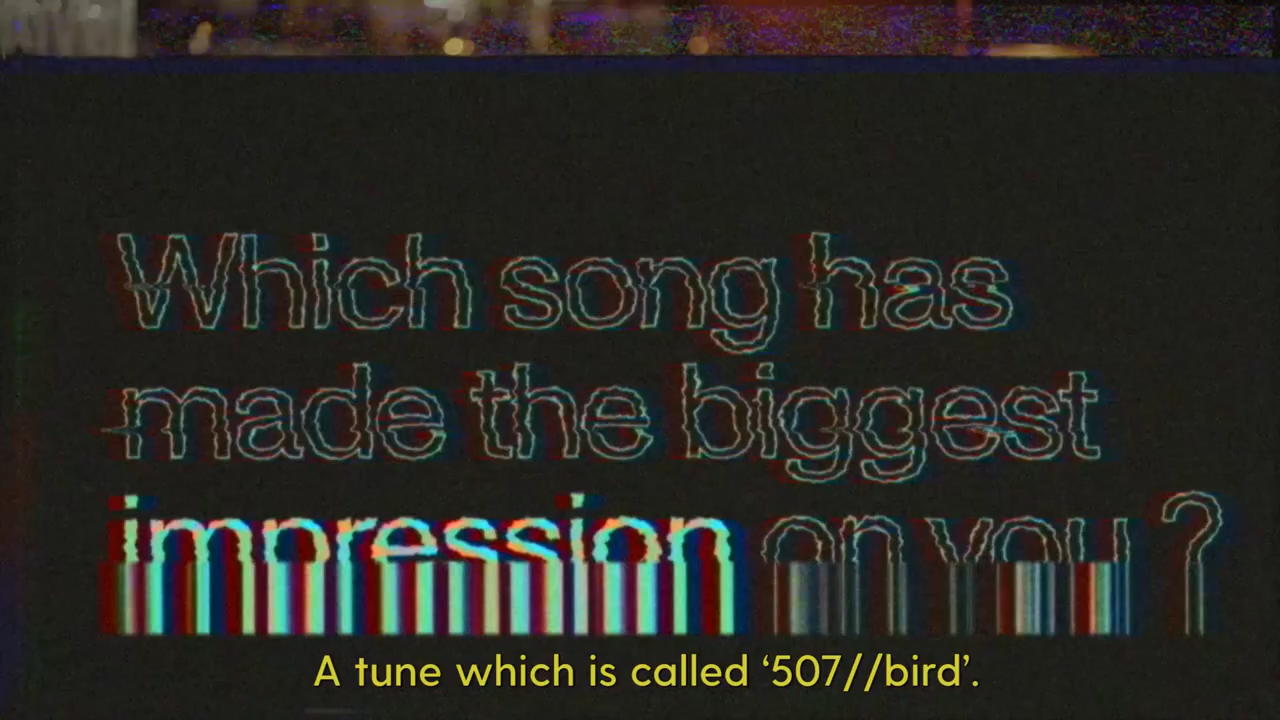 Which song has
made the biggest
impression on you ?
A tune which is called ‘507//bird’.